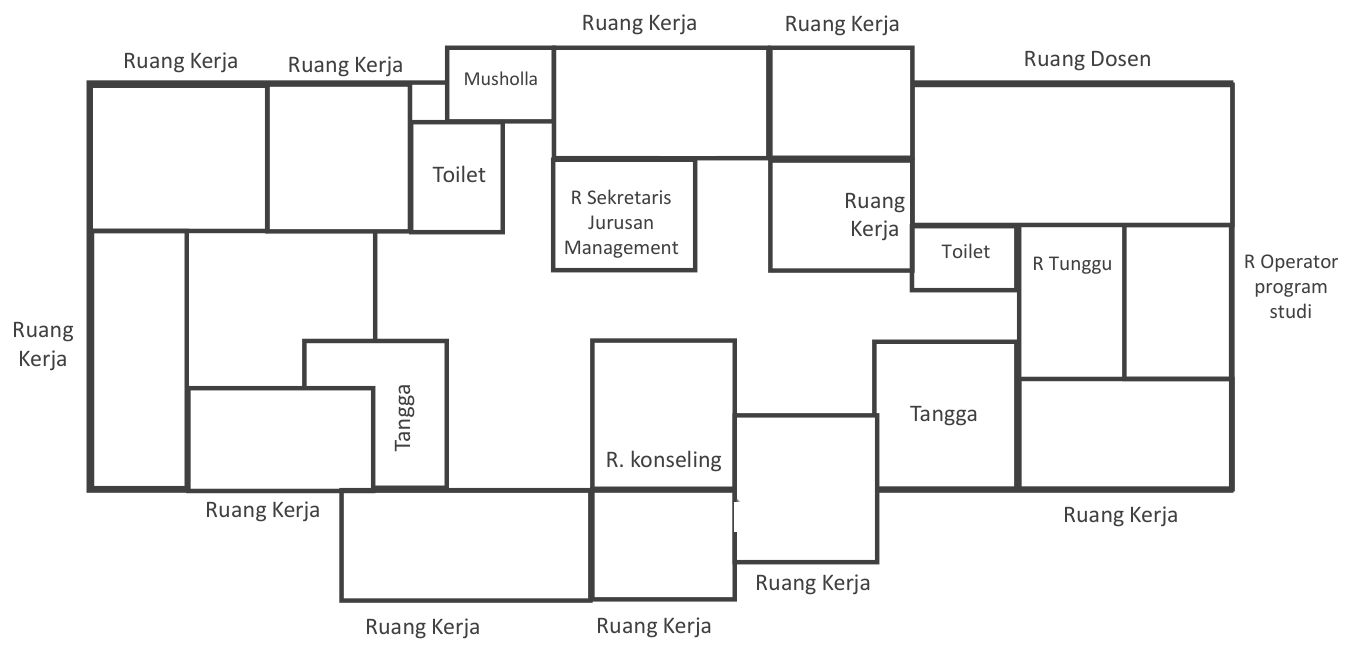 Ruang Kerja
Ruang Kerja
Ruang Kerja
Ruang Kerja
Ruang Dosen
Musholla
Toilet
R Sekretaris
Jurusan
Management
Ruang
Kerja
Toilet
R Tunggu
R Operator
program
studi
Ruang
Kerja
Tangga
R. konseling
Tangga
Ruang Kerja
Ruang Kerja
Ruang Kerja
Ruang Kerja
Ruang Kerja